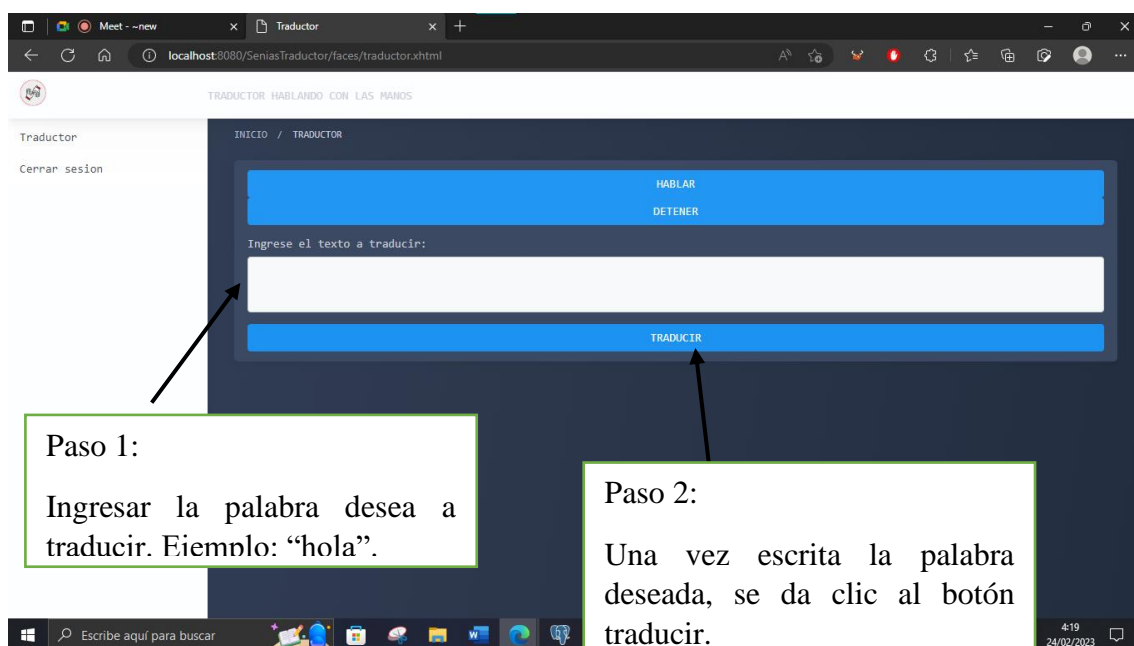 Meet - ~new
Traductor
localhost:8080/SeniasTraductor/faces/traductor.xhtml
TRADUCTOR HABLANDO CON LAS MANOS
Traductor
Cerrar sesion
INICIO / TRADUCTOR
HABLAR
DETENER
Ingrese el texto a traducir:
TRADUCIR
Paso 1:
Ingresar la palabra desea a
traducir. Ejemplo: “hola”.
Paso 2:
Una vez escrita la palabra
deseada, se da clic al botón
traducir.
Escribe aquí para buscar
4:19
24/02/2023